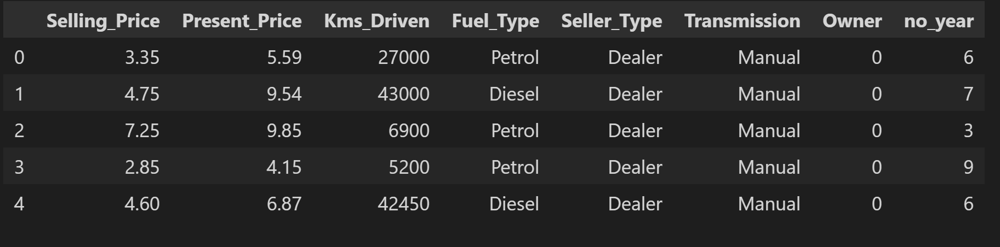 Selling_Price Present_Price Kms_Driven Fuel_Type Seller_Type Transmission Owner no_year
0 3.35 5.59 27000 Petrol Dealer Manual 0 6
1 4.75 9.54 43000 Diesel Dealer Manual 0 7
2 7.25 9.85 6900 Petrol Dealer Manual 0 3
3 2.85 4.15 5200 Petrol Dealer Manual 0 9
4 4.60 6.87 42450 Diesel Dealer Manual 0 6